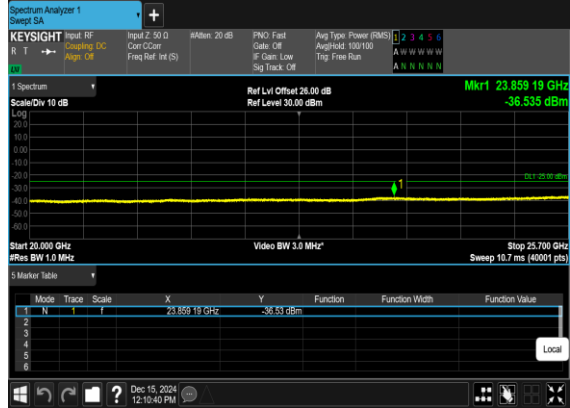 Spectrum Analyzer 1
Swept SA
+
KEYSIGHT
R T
Input: RF
Coupling: DC
Align: Off
Input Z: 50 Ω
Corr CCorr
Freq Ref: Int (S)
#Atten: 20 dB
PNO: Fast
Gate: Off
IF Gain: Low
Sig Track: Off
Avg Type: Power (RMS)
Avg|Hold: 100/100
Trig: Free Run
1 2 3 4 5 6
A W W W W W
A N N N N N
1 Spectrum
Scale/Div 10 dB
Ref Lvl Offset 26.00 dB
Ref Level 30.00 dBm
Mkr1 23.859 19 GHz
-36.535 dBm
Log
20.0
10.0
0.00
-10.0
-20.0
-30.0
-40.0
-50.0
-60.0
1
DL1 -25.00 dBm
Start 20.000 GHz
#Res BW 1.0 MHz
Video BW 3.0 MHz*
Stop 25.700 GHz
Sweep 10.7 ms (40001 pts)
5 Marker Table
Mode Trace Scale X Y Function Function Width Function Value
1 N 1 f 23.859 19 GHz -36.53 dBm
2
3
4
5
6
Local
?
Dec 15, 2024
12:10:40 PM